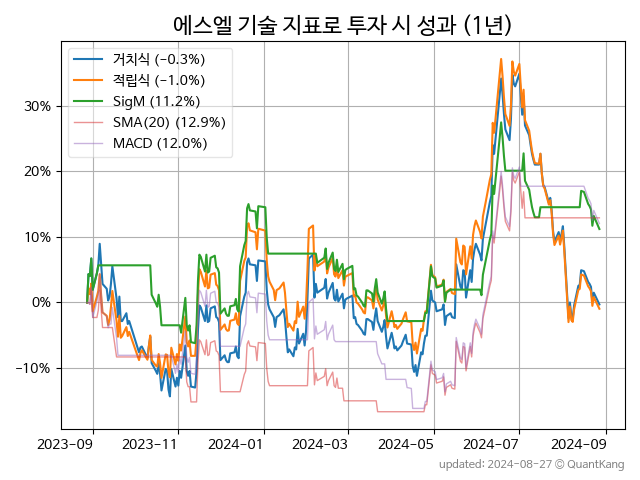 에스엘 기술 지표로 투자 시 성과 (1년)
거치식 (−0.3%)
적립식 (−1.0%)
SigM (11.2%)
SMA(20) (12.9%)
MACD (12.0%)
30%
20%
10%
0%
−10%
2023-09 2023-11 2024-01 2024-03 2024-05 2024-07 2024-09
updated: 2024-08-27 © QuantKang